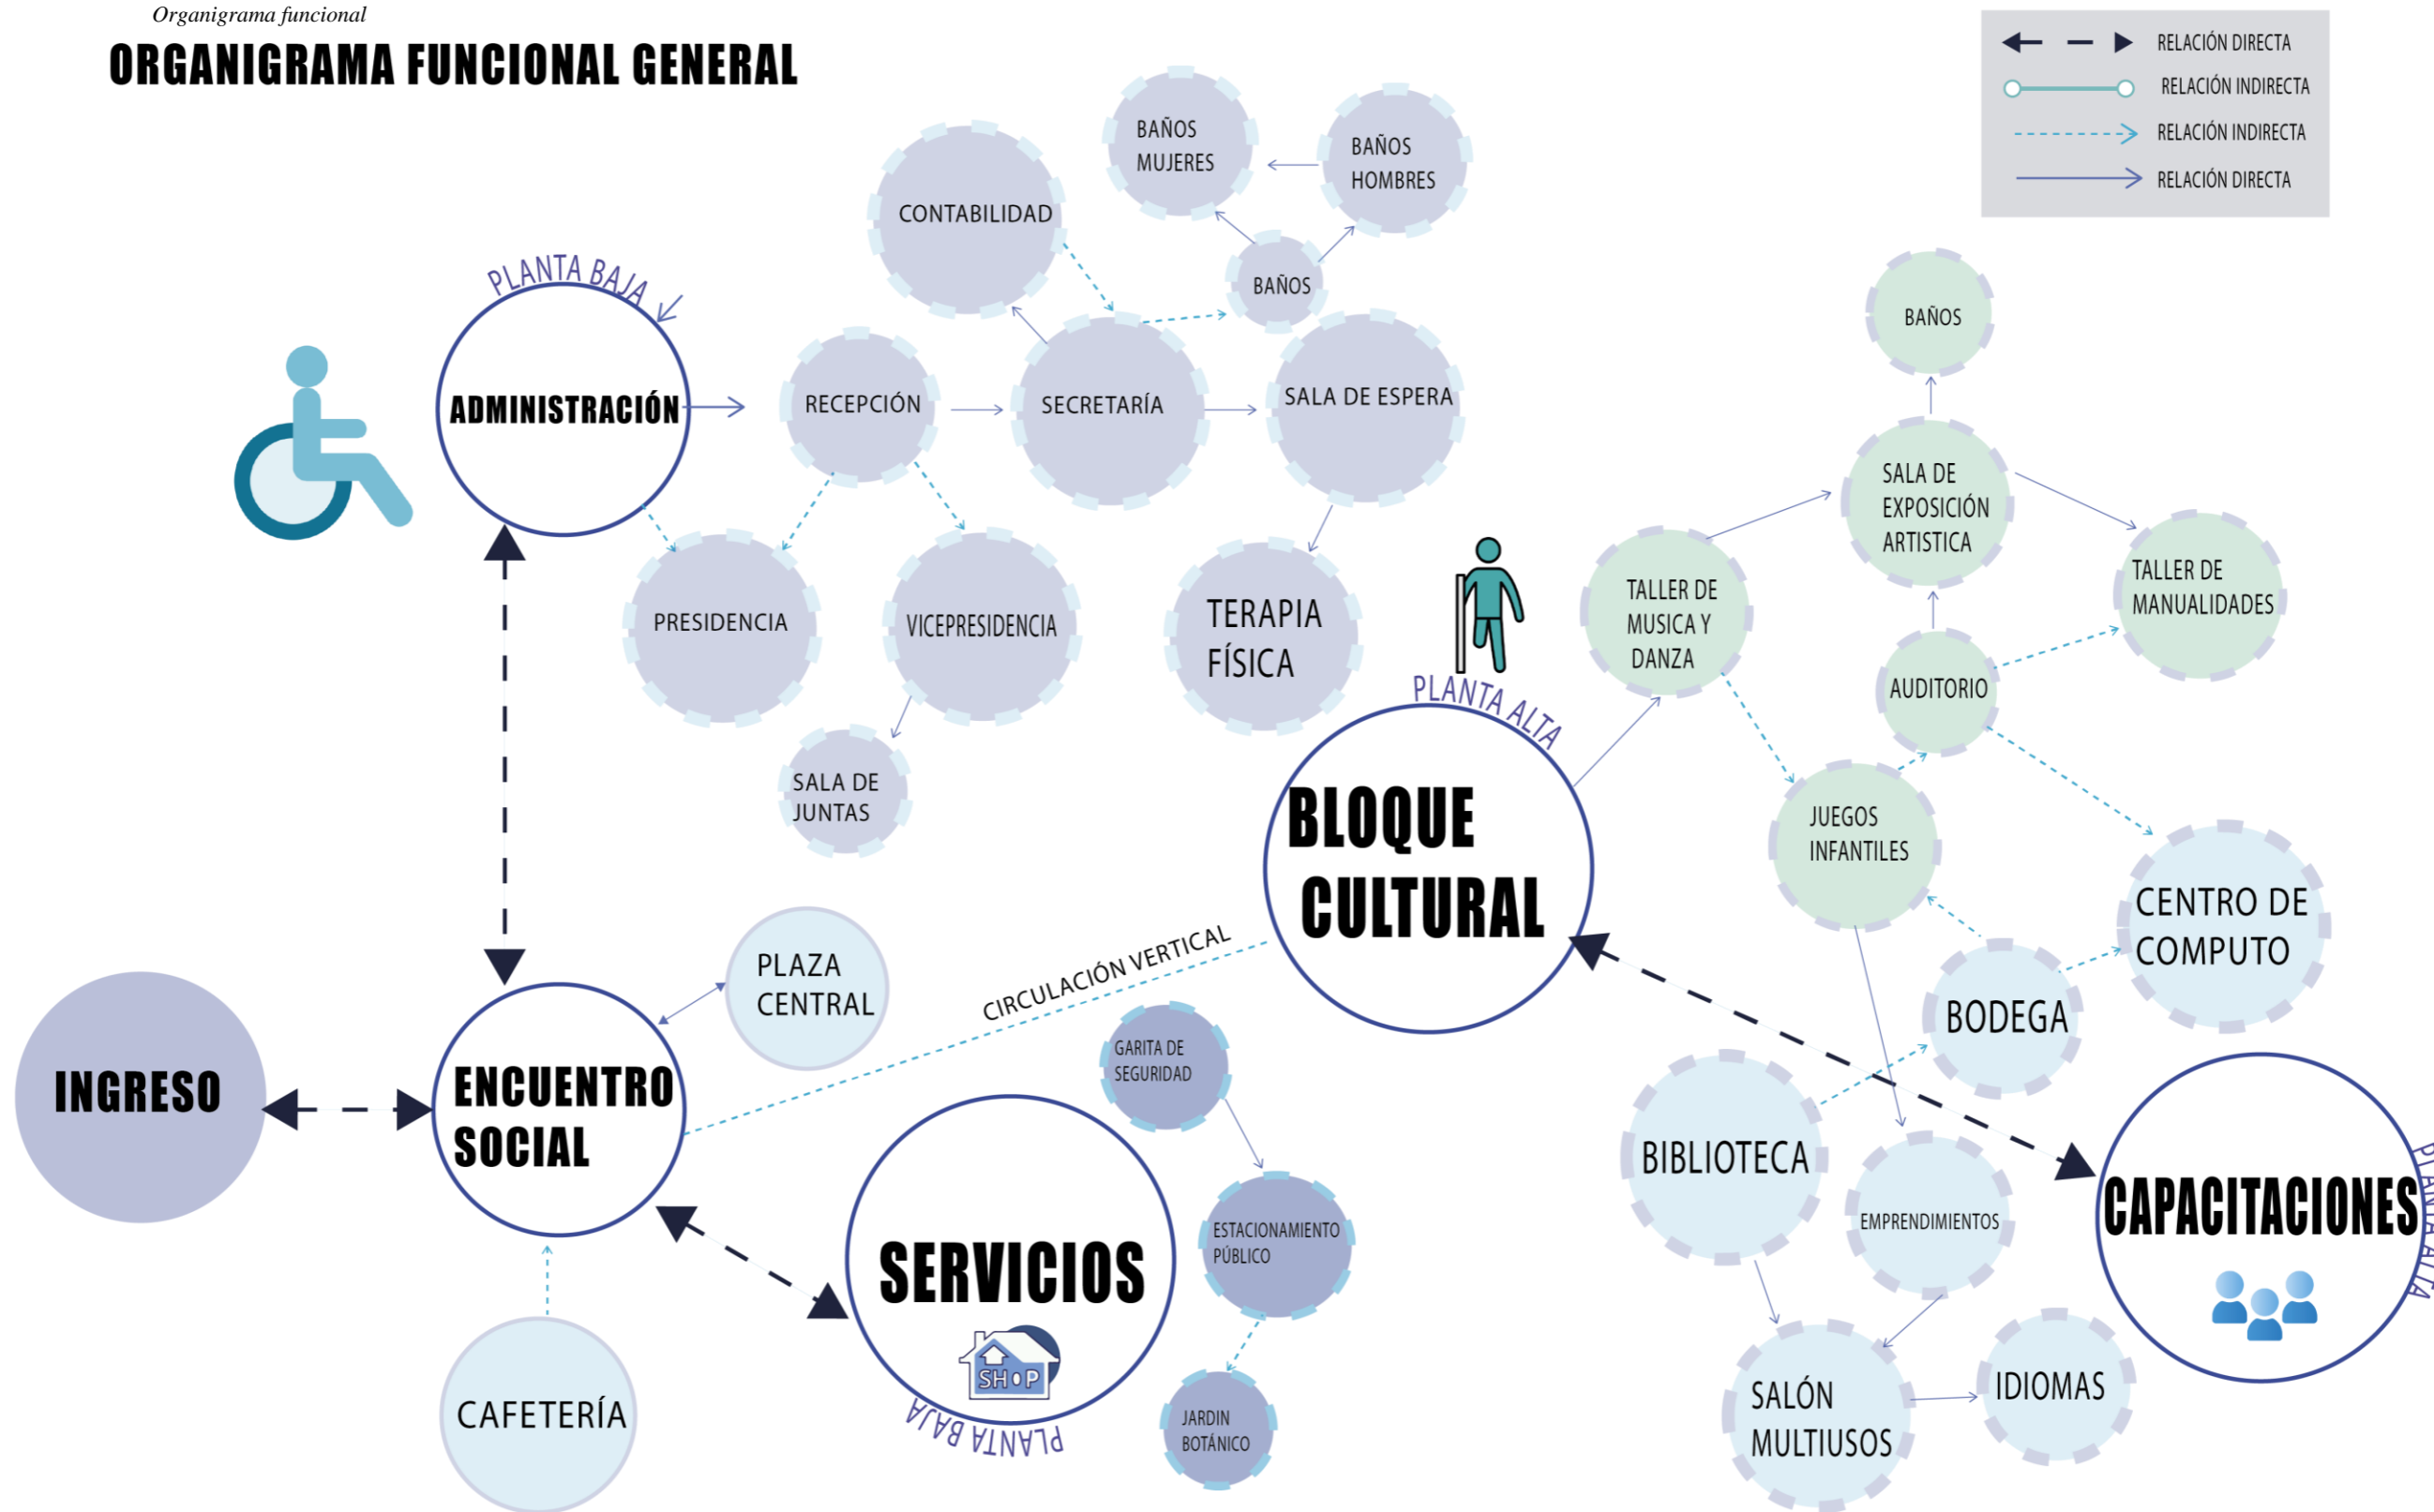 Organigrama funcional
ORGANIGRAMA FUNCIONAL GENERAL
RELACIÓN DIRECTA
RELACIÓN INDIRECTA
RELACIÓN INDIRECTA
RELACIÓN DIRECTA
BAÑOS
MUJERES
BAÑOS
HOMBRES
CONTABILIDAD
BAÑOS
PLANTA BAJA
ADMINISTRACIÓN
RECEPCIÓN
SECRETARÍA
SALA DE ESPERA
PRESIDENCIA
VICEPRESIDENCIA
TERAPIA
FÍSICA
SALA DE
JUNTAS
BAÑOS
SALA DE
EXPOSICIÓN
ARTISTICA
TALLER DE
MUSICA Y
DANZA
TALLER DE
MANUALIDADES
AUDITORIO
PLANTA ALTA
BLOQUE
CULTURAL
JUEGOS
INFANTILES
CENTRO DE
COMPUTO
BODEGA
PLAZA
CENTRAL
CIRCULACIÓN VERTICAL
INGRESO
ENCUENTRO
SOCIAL
GARITA DE
SEGURIDAD
SERVICIOS
SHOP
PLANTA BAJA
ESTACIONAMIENTO
PÚBLICO
JARDIN
BOTÁNICO
CAFETERÍA
BIBLIOTECA
EMPRENDIMIENTOS
CAPACITACIONES
PLANTA ALTA
SALÓN
MULTIUSOS
IDIOMAS